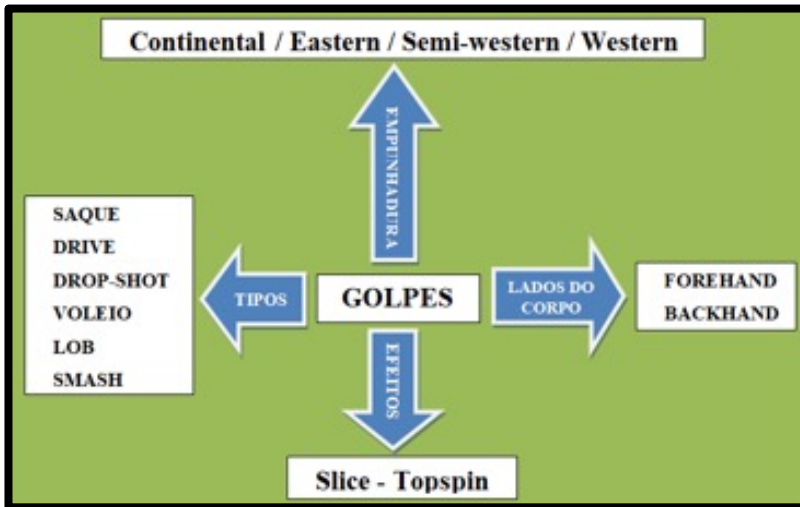 Continental / Eastern / Semi-western / Western
EMPUNHADURA
SAQUE
DRIVE
DROP-SHOT
VOLEIO
LOB
SMASH
TIPOS
GOLPES
LADOS DO
CORPO
FOREHAND
BACKHAND
EFEITOS
Slice - Topspin